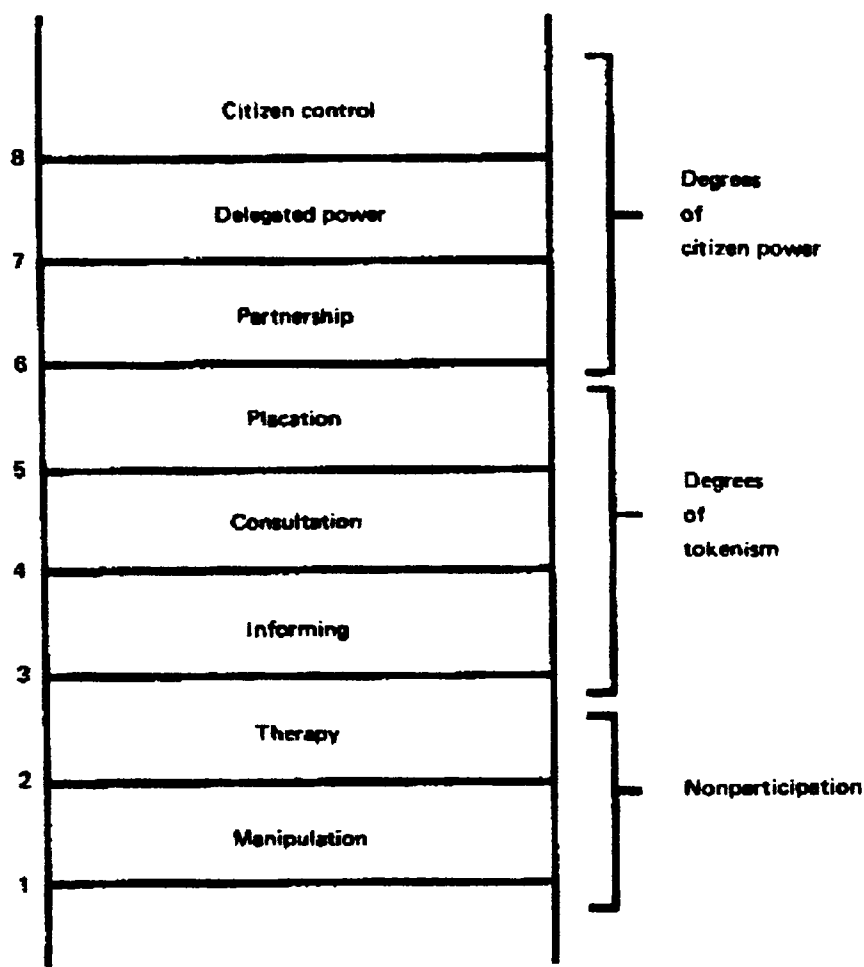 Citizen control
8
Delegated power
7
Partnership
6
Placation
5
Consultation
4
Informing
3
Therapy
2
Manipulation
1
Degrees
of
citizen power
Degrees
of
tokenism
Nonparticipation